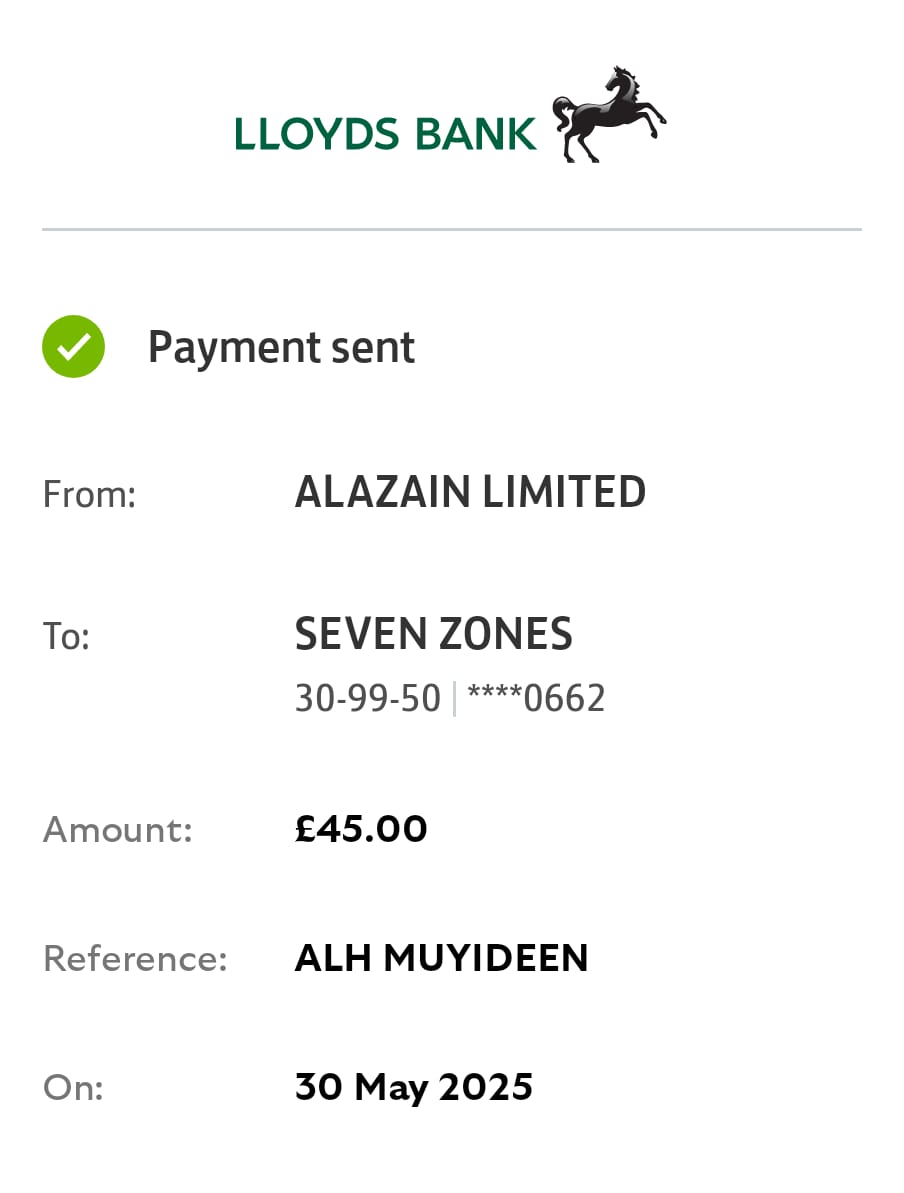 LLOYDS BANK
Payment sent
From: ALAZAIN LIMITED
To: SEVEN ZONES
30-99-50 | ****0662
Amount: £45.00
Reference: ALH MUYIDEEN
On: 30 May 2025